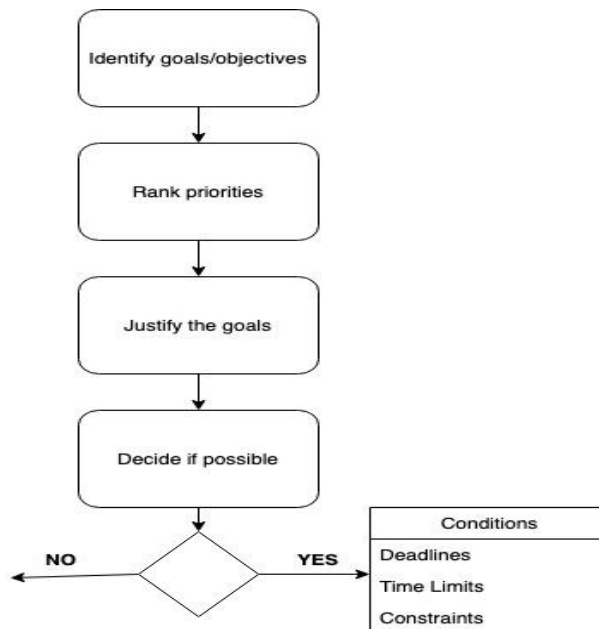 Identify goals/objectives
Rank priorities
Justify the goals
Decide if possible
NO
YES
Conditions
Deadlines
Time Limits
Constraints